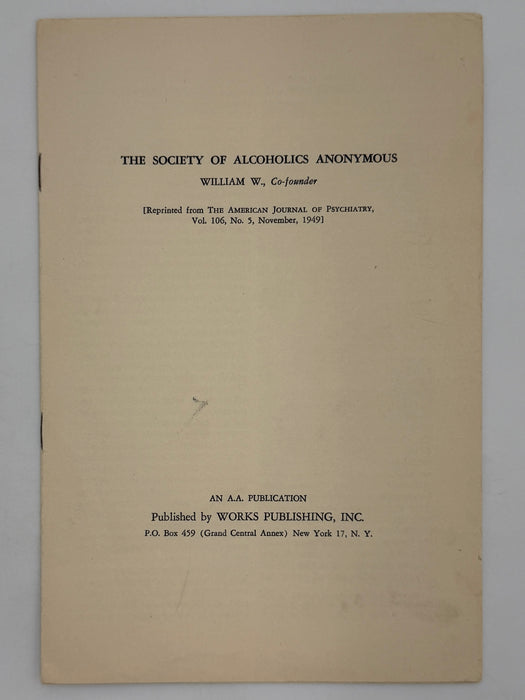 THE SOCIETY OF ALCOHOLICS ANONYMOUS
WILLIAM W., Co-founder
[Reprinted from THE AMERICAN JOURNAL OF PSYCHIATRY,
Vol. 106, No. 5, November, 1949]
AN A.A. PUBLICATION
Published by WORKS PUBLISHING, INC.
P.O. Box 459 (Grand Central Annex) New York 17, N. Y.